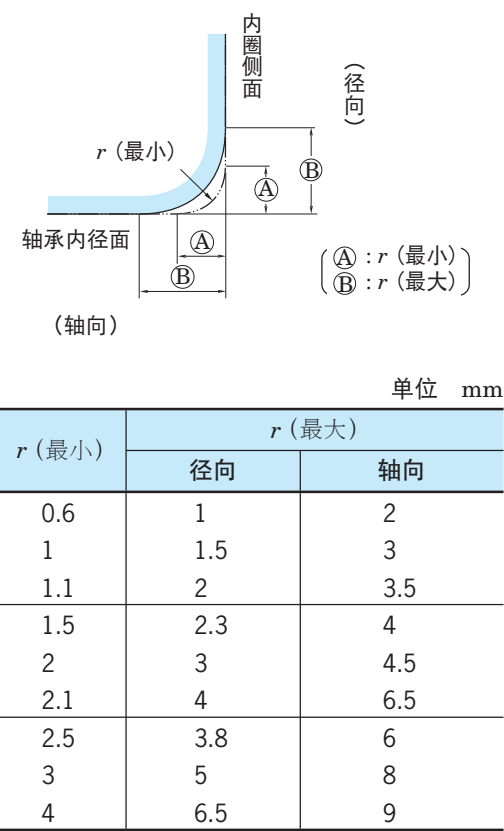 内圈侧面
（径向）
r（最小）
Ⓑ
Ⓐ
轴承内径面
Ⓐ
Ⓑ
Ⓐ : r（最小）
Ⓑ : r（最大）
（轴向）
单位 mm
r（最小） r（最大）
径向 轴向
0.6 1 2
1 1.5 3
1.1 2 3.5
1.5 2.3 4
2 3 4.5
2.1 4 6.5
2.5 3.8 6
3 5 8
4 6.5 9